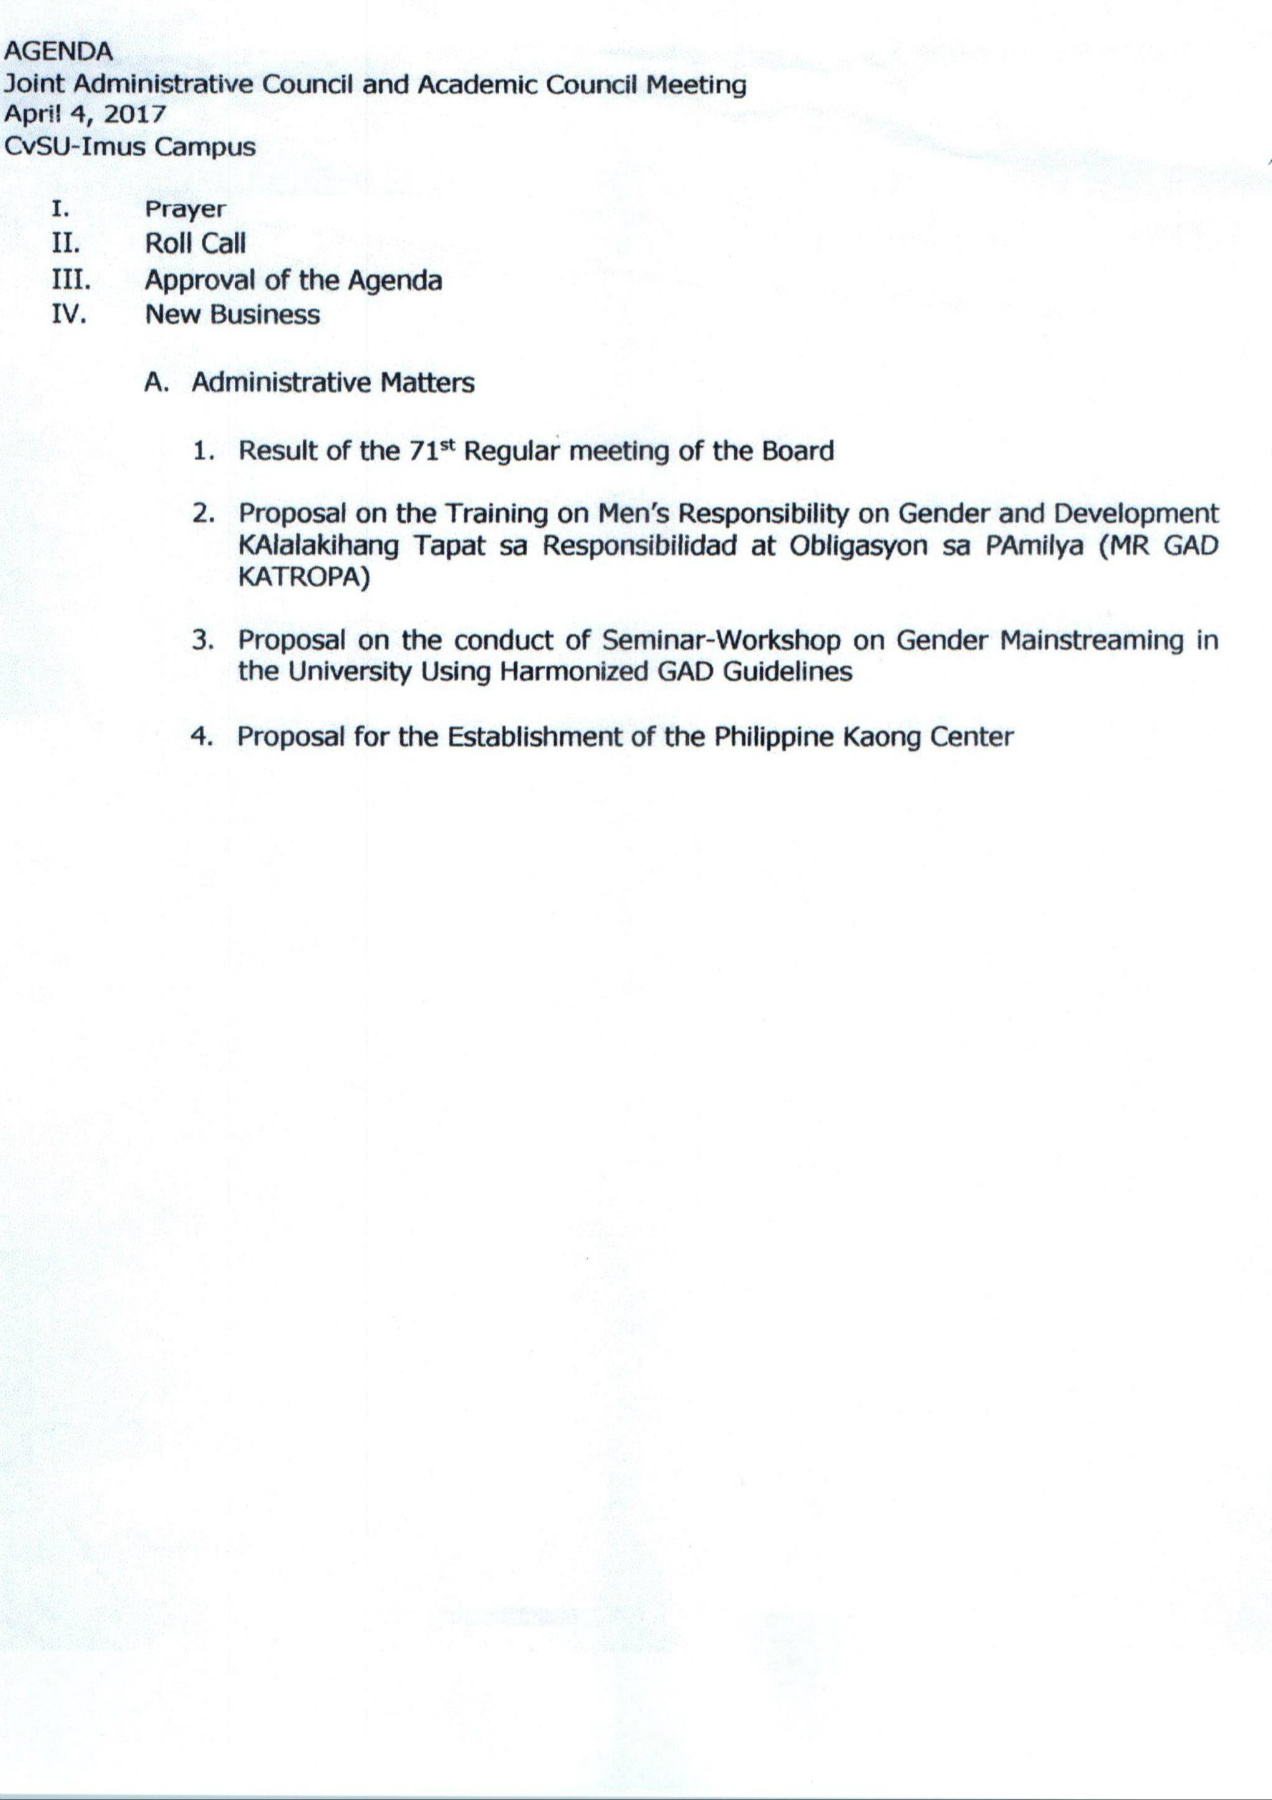 AGENDA
Joint Administrative Council and Academic Council Meeting
April 4, 2017
CvSU-Imus Campus
I. Prayer
II. Roll Call
III. Approval of the Agenda
IV. New Business
A. Administrative Matters
1. Result of the 71st Regular meeting of the Board
2. Proposal on the Training on Men's Responsibility on Gender and Development
KAlalakihang Tapat sa Responsibilidad at Obligasyon sa PAmilya (MR GAD
KATROPA)
3. Proposal on the conduct of Seminar-Workshop on Gender Mainstreaming in
the University Using Harmonized GAD Guidelines
4. Proposal for the Establishment of the Philippine Kaong Center